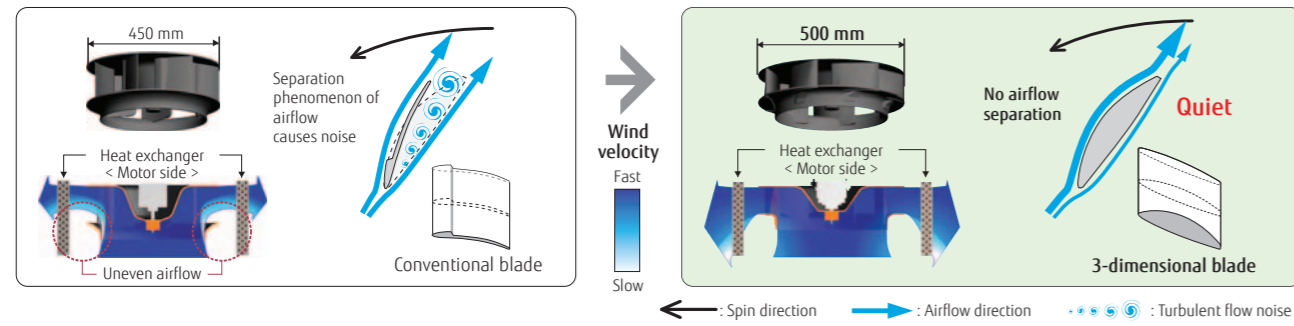 450 mm
Separation
phenomenon of
airflow
causes noise
Heat exchanger
< Motor side >
Uneven airflow
Conventional blade
Wind
velocity
Fast
Slow
500 mm
No airflow
separation
Quiet
Heat exchanger
< Motor side >
3-dimensional blade
: Spin direction
: Airflow direction
: Turbulent flow noise